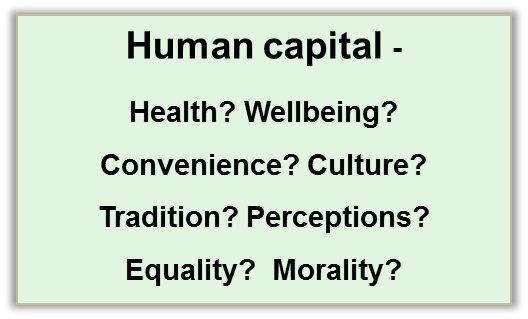 Human capital -
Health? Wellbeing?
Convenience? Culture?
Tradition? Perceptions?
Equality?  Morality?